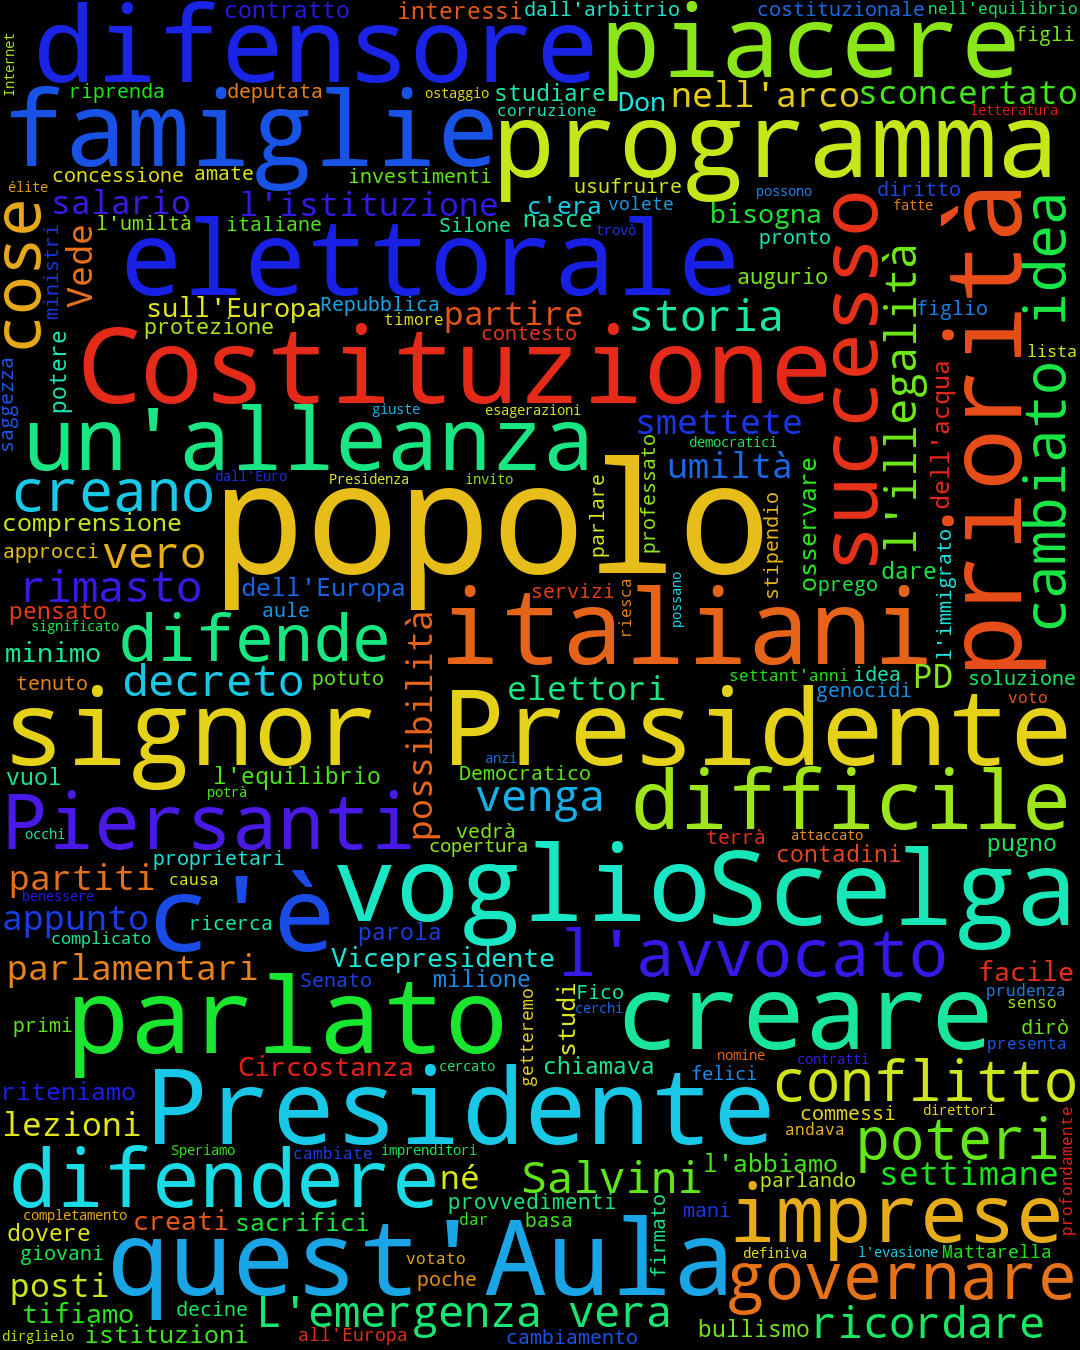 contratto
interessi
dall'arbitrio
costituzionale
nell'equilibrio
difensore
piacere
figli
Internet
riprenda
deputata
ostaggio
studiare
Don
nell'arco
sconcertato
corruzione
letteratura
famiglie
programma
concessione
amate
investimenti
usufruire
possono
diritto
élite
salario
l'istituzione
c'era
volete
fatte
l'umiltà
italiane
Silone
nasce
trovò
bisogna
pronto
cose
ministri
Vede
elettorale
augurio
successo
l'illegalità
priorità
idea
sull'Europa
Repubblica
timore
partire
storia
figlio
protezione
contesto
Costituzione
lista
potere
saggezza
dell'acqua
cambiato
giuste
esagerazioni
smettete
un'alleanza
democratici
umiltà
dall'Euro
Presidenza
invito
creano
popolo
parlare
professato
stipendio
osservare
comprensione
approcci
vero
l'immigrato
rimasto
dell'Europa
servizi
riesca
possano
prego
dare
pensato
aule
significato
italiani
difende
minimo
possibilità
tenuto
decreto
potuto
elettori
settant'anni
idea
PD
soluzione
genocidi
voto
signor
Presidente
anzi
vuol
l'equilibrio
Democratico
potrà
venga
difficile
Piersanti
occhi
vedrà
copertura
terrà
attaccato
contadini
pugno
proprietari
partiti
causa
c'è
voglio
Scelga
benessere
appunto
ricerca
complicato
parola
l'avvocato
parlamentari
Vicepresidente
Senato
milione
facile
parlato
getteremo
studi
Fico
cerchi
creare
prudenza
senso
primi
dirò
presenta
Circostanza
cercato
chiamava
nomine
contratti
felici
riteniamo
Presidente
conflitto
lezioni
commessi
direttori
andava
profondamente
Speriamo
cambiate
imprenditori
poteri
difendere
né
Salvini
l'abbiamo
parlando
settimane
provvedimenti
firmato
mani
imprese
completamento
creati
sacrifici
dar
basa
dovere
giovani
quest'Aula
votato
definiva
l'evasione
Mattarella
posti
poche
governare
tifiamo
decine
L'emergenza vera
dirglielo
istituzioni
all'Europa
cambiamento
bullismo
ricordare